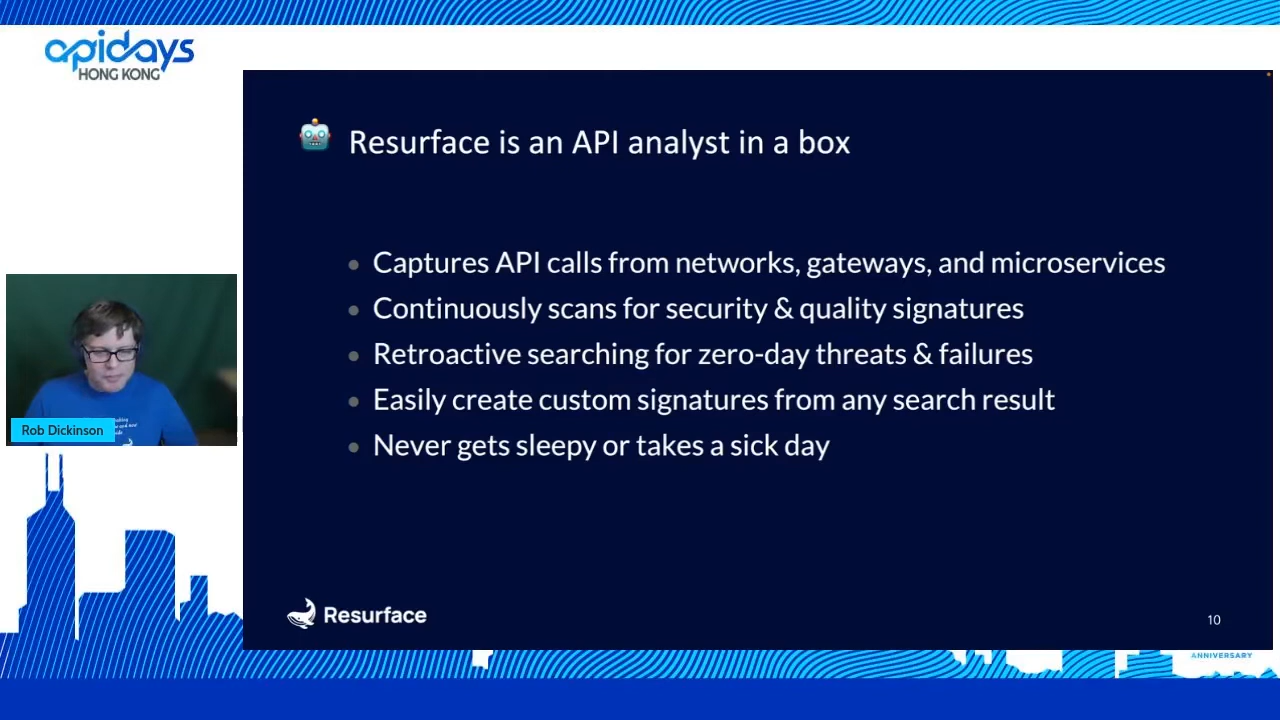 apidays
HONG KONG
Resurface is an API analyst in a box
Captures API calls from networks, gateways, and microservices
Continuously scans for security & quality signatures
Retroactive searching for zero-day threats & failures
Easily create custom signatures from any search result
Never gets sleepy or takes a sick day
Rob Dickinson
Resurface
10
ANNIVERSARY